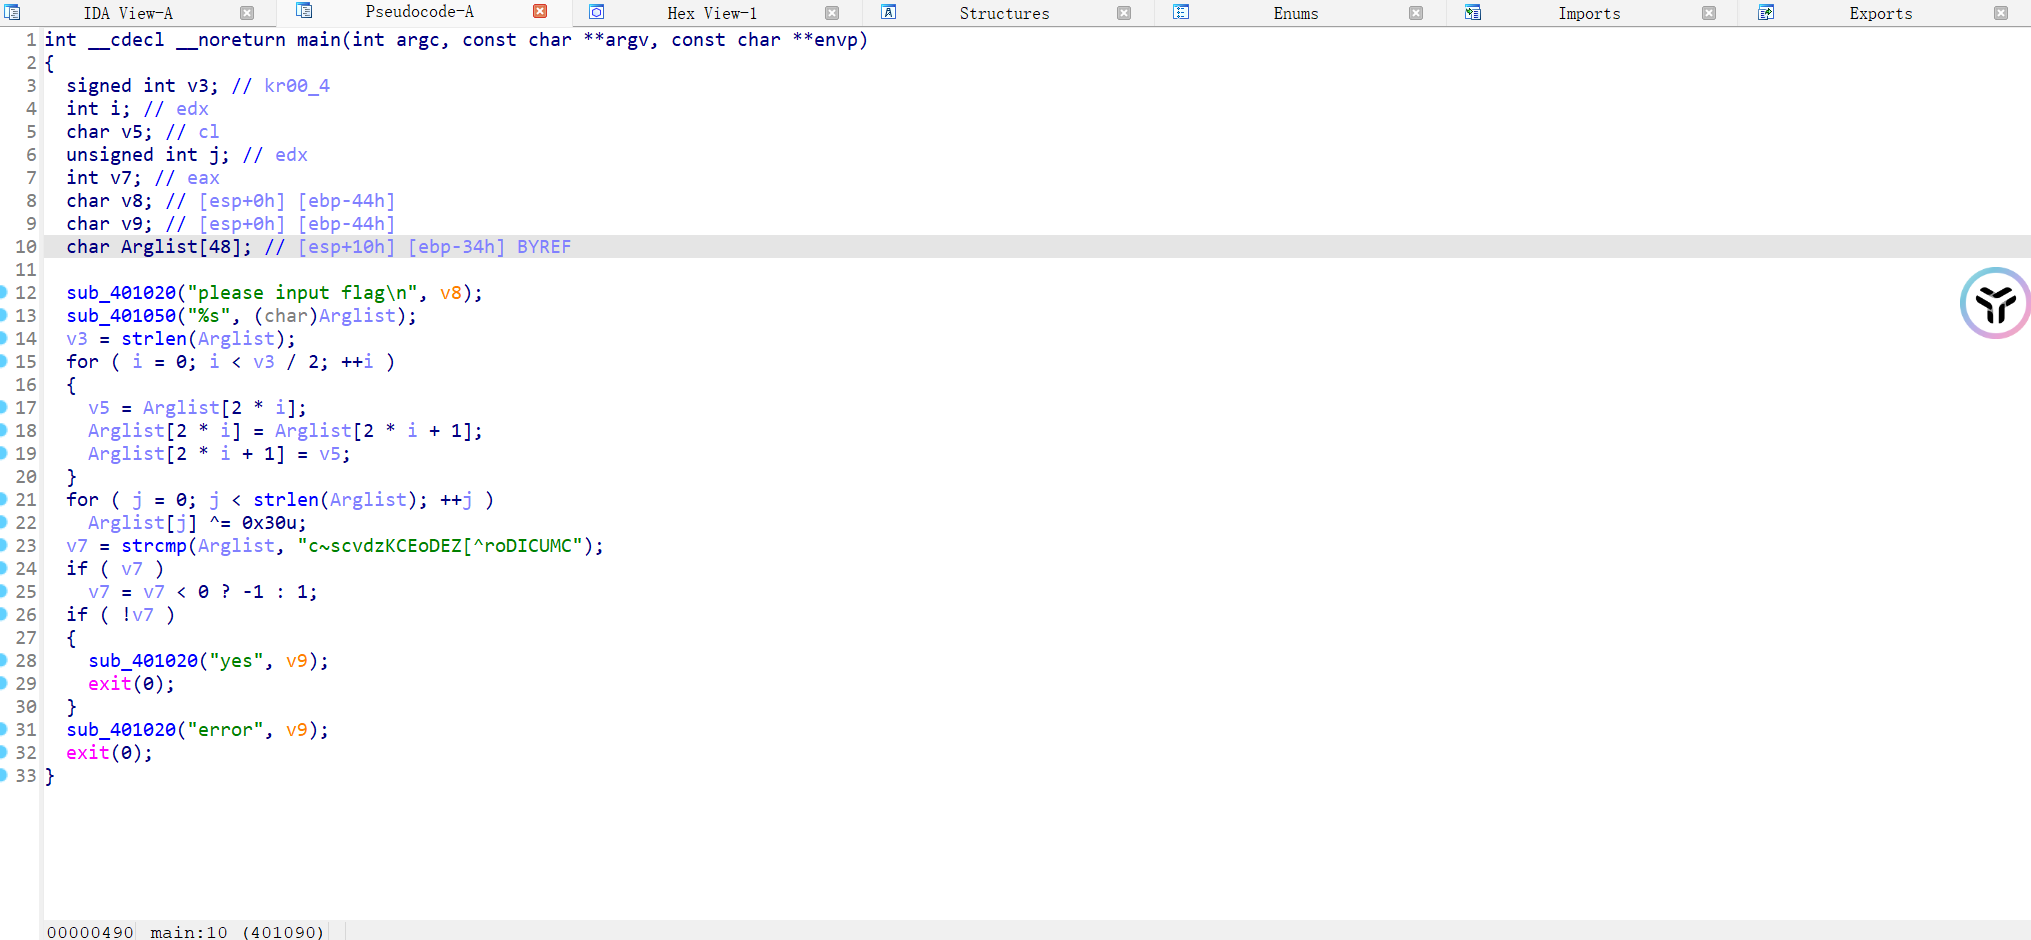 IDA View-A Pseudocode-A Hex View-1 Structures Enums Imports Exports
1 int __cdecl __noreturn main(int argc, const char **argv, const char **envp)
2 {
3   signed int v3; // kr00_4
4   int i; // edx
5   char v5; // cl
6   unsigned int j; // edx
7   int v7; // eax
8   char v8; // [esp+0h] [ebp-44h]
9   char v9; // [esp+0h] [ebp-44h]
10   char Arglist[48]; // [esp+10h] [ebp-34h] BYREF
11
12   sub_401020("please input flag\n", v8);
13   sub_401050("%s", (char)Arglist);
14   v3 = strlen(Arglist);
15   for ( i = 0; i < v3 / 2; ++i )
16   {
17     v5 = Arglist[2 * i];
18     Arglist[2 * i] = Arglist[2 * i + 1];
19     Arglist[2 * i + 1] = v5;
20   }
21   for ( j = 0; j < strlen(Arglist); ++j )
22     Arglist[j] ^= 0x30u;
23   v7 = strcmp(Arglist, "c~scvdzKCEoDEZ[^roDICUMC");
24   if ( v7 )
25     v7 = v7 < 0 ? -1 : 1;
26   if ( !v7 )
27   {
28     sub_401020("yes", v9);
29     exit(0);
30   }
31   sub_401020("error", v9);
32   exit(0);
33 }
00000490 main:10 (401090)